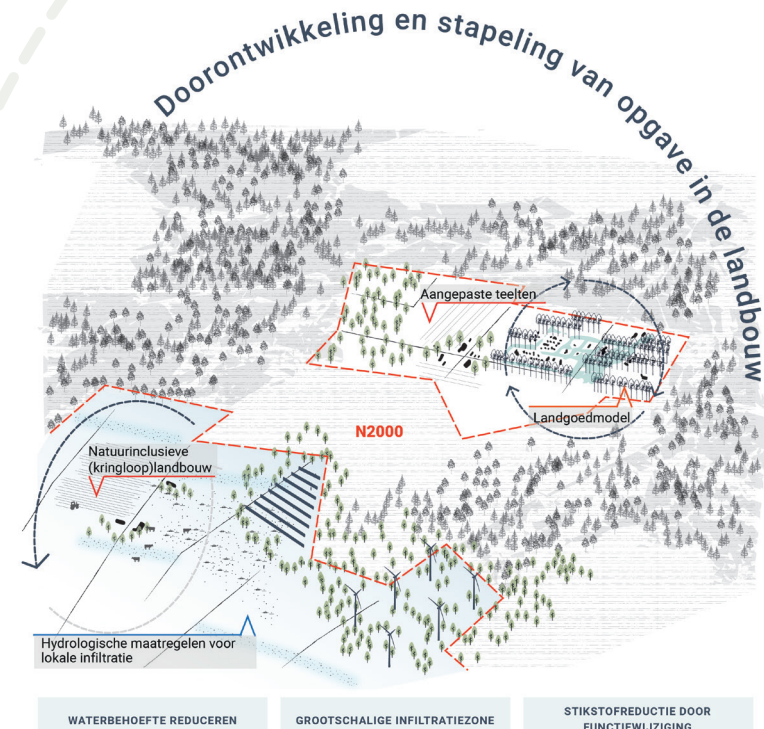 Doorontwikkeling en stapeling van opgave in de landbouw
Aangepaste teelten
Landgoedmodel
N2000
Natuurinclusieve
(kringloop)landbouw
Hydrologische maatregelen voor
lokale infiltratie
WATERBEHOEFTE REDUCEREN
GROOTSCHALIGE INFILTRATIEZONE
STIKSTOFREDUCTIE DOOR
FUNCTIEWIJZIGING